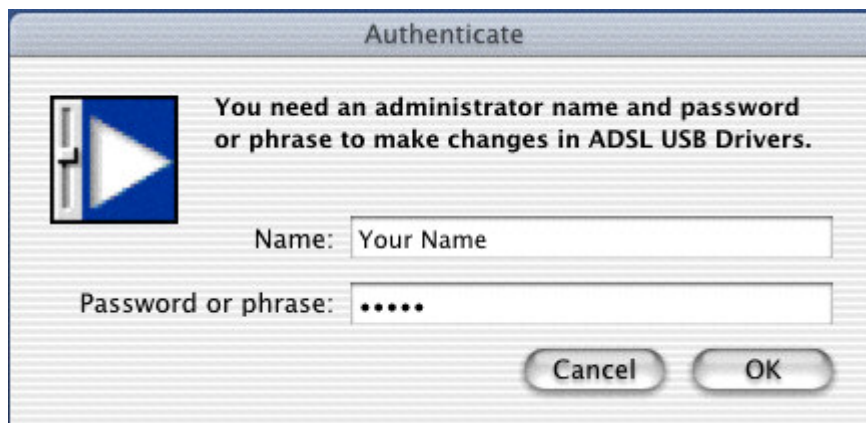 Authenticate
You need an administrator name and password
or phrase to make changes in ADSL USB Drivers.
Name: Your Name
Password or phrase: •••••
Cancel OK